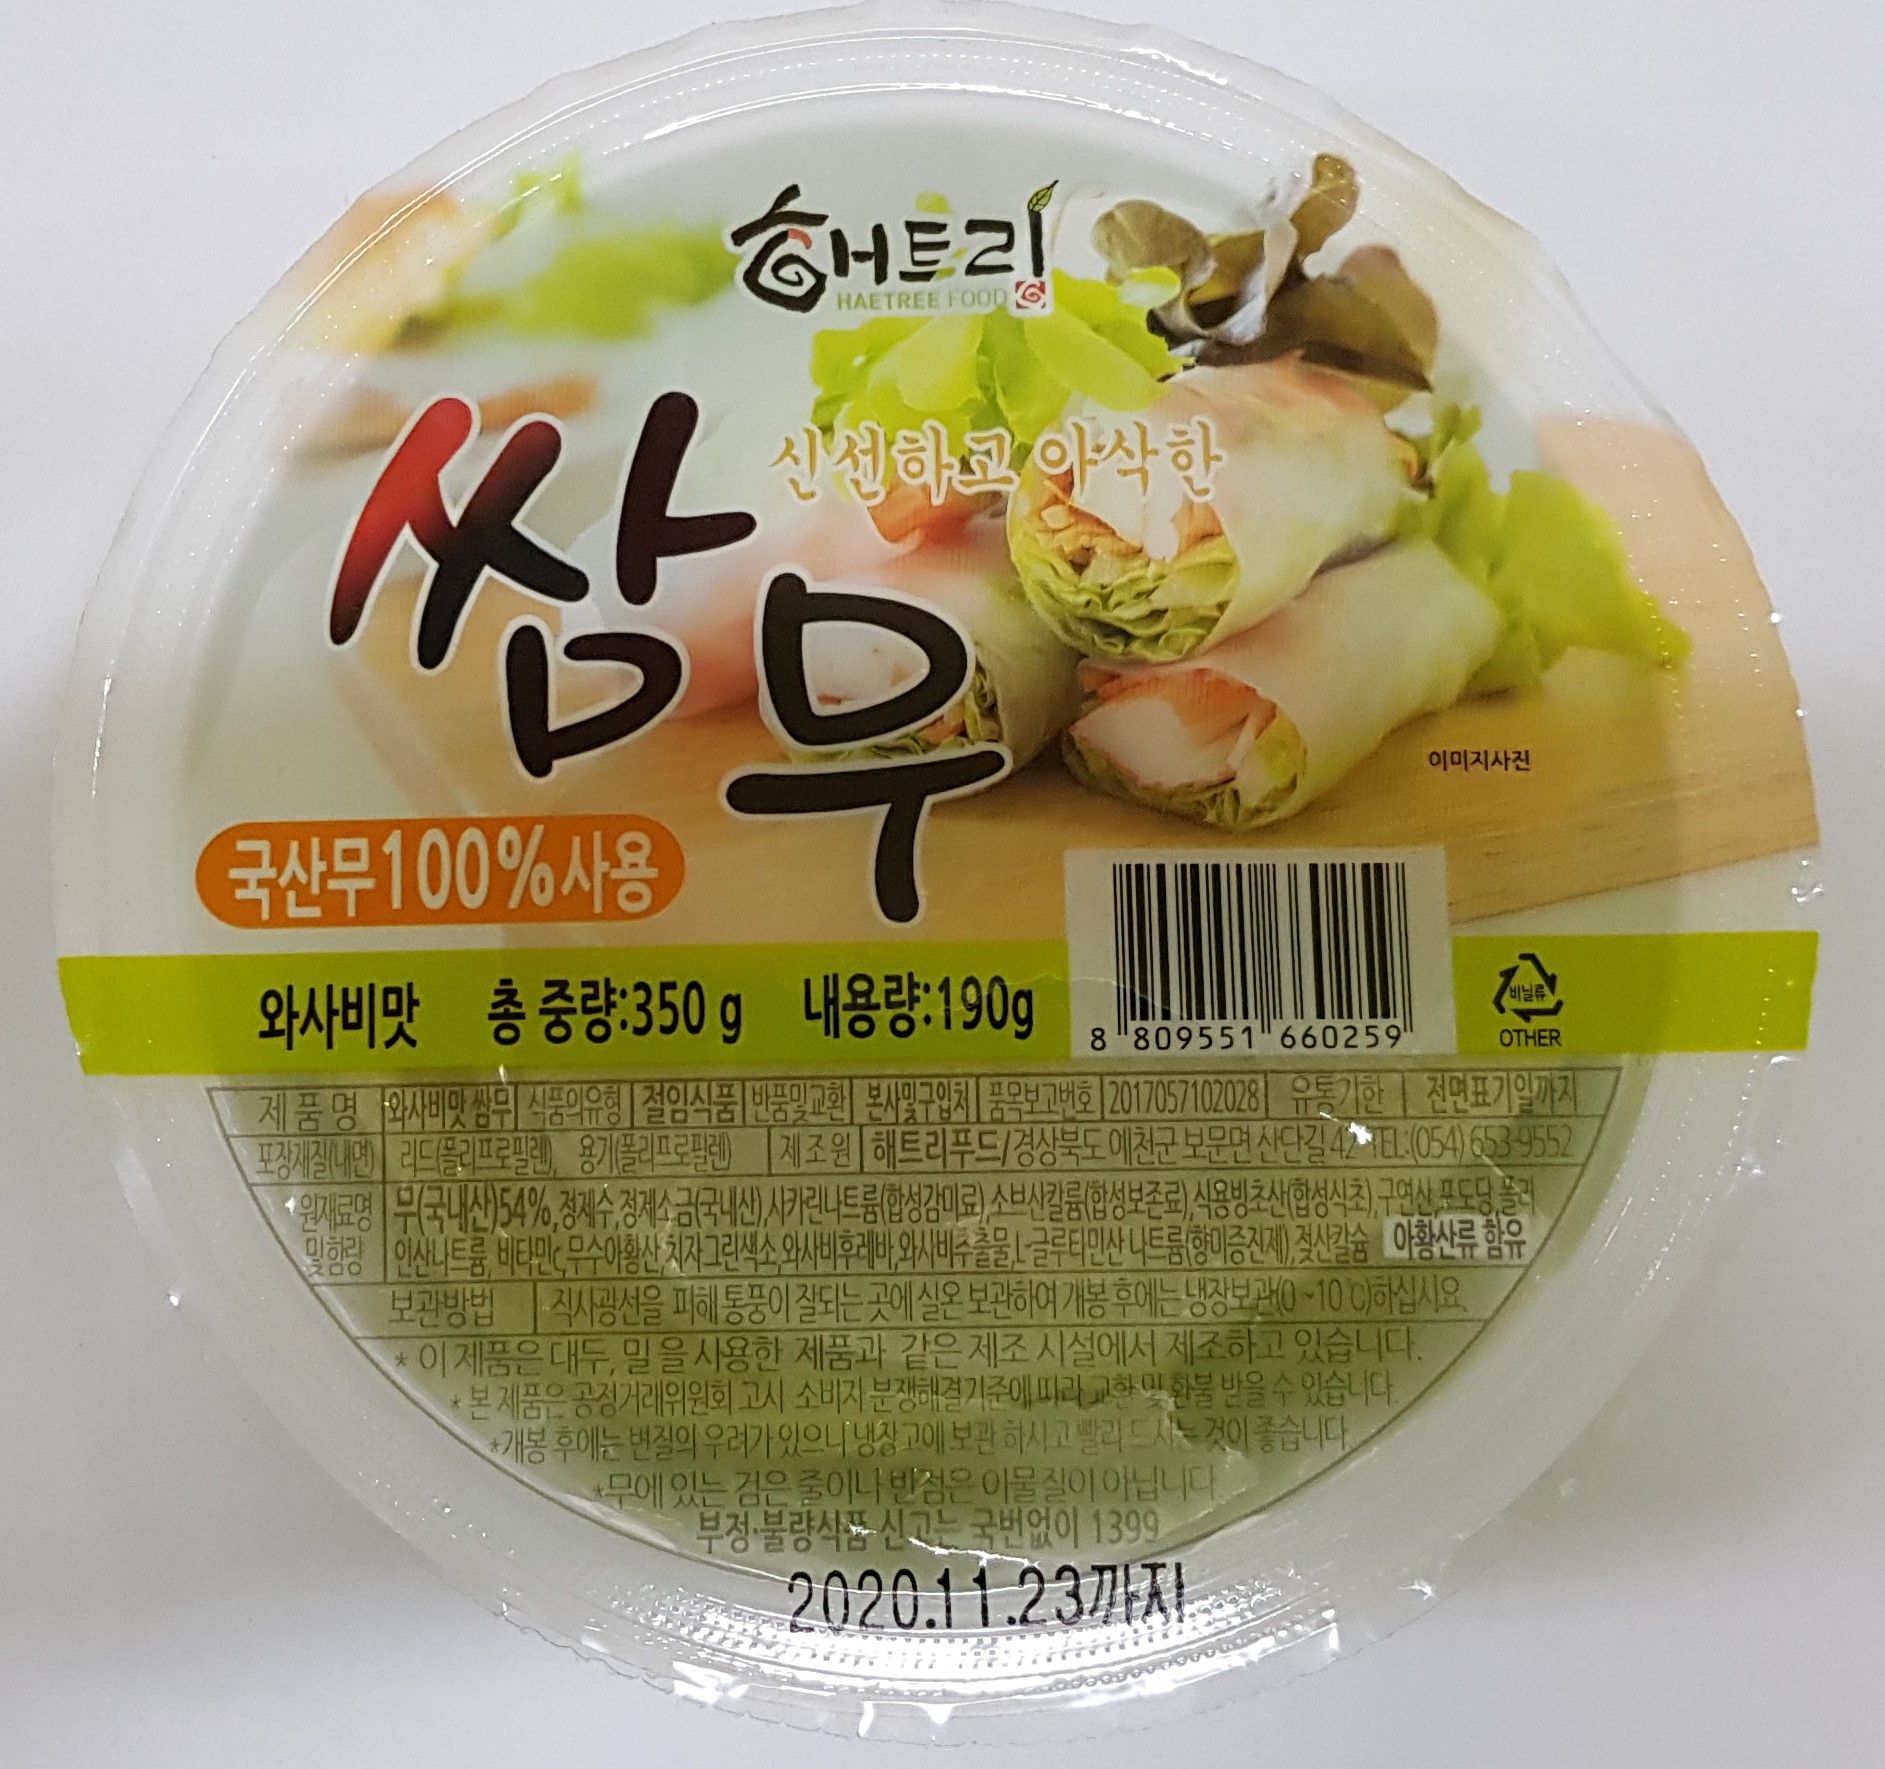 해트리
HAETREE FOOD
신선하고 아삭한
쌈무
이미지사진
국산무100%사용
와사비맛 총 중량:350 g 내용량:190g
8 809551 660259
비닐류
OTHER
제 품 명 와사비맛 쌈무 식품의유형 절임식품 반품및교환 본사및구입처 품목보고번호 2017057102028 유통기한 전면표기일까지
포장재질(내면) 리드(폴리프로필렌), 용기(폴리프로필렌) 제 조 원 해트리푸드/경상북도 예천군 보문면 산단길 42 TEL:(054) 653-9552
원재료명 및함량 무(국내산)54%,정제수,정제소금(국내산),사카린나트륨(합성감미료),소브산칼륨(합성보존료),식용빙초산(합성식초),구연산,포도당,폴리
인산나트륨, 비타민c,무수아황산,치자그린색소,와사비후레바,와사비추출물,L-글루타민산 나트륨(향미증진제),젖산칼슘 아황산류 함유
보관방법 직사광선을 피해 통풍이 잘되는 곳에 실온 보관하여 개봉 후에는 냉장보관(0~10℃)하십시요.
* 이 제품은 대두, 밀 을 사용한 제품과 같은 제조 시설에서 제조하고 있습니다.
* 본 제품은 공정거래위원회 고시 소비자 분쟁해결기준에 따라 교환 및 환불 받을 수 있습니다.
*개봉 후에는 변질의 우려가 있으니 냉장고에 보관 하시고 빨리 드시는 것이 좋습니다.
*무에 있는 검은 줄이나 반점은 이물질이 아닙니다.
부정·불량식품 신고는 국번없이 1399
2020.11.23까지